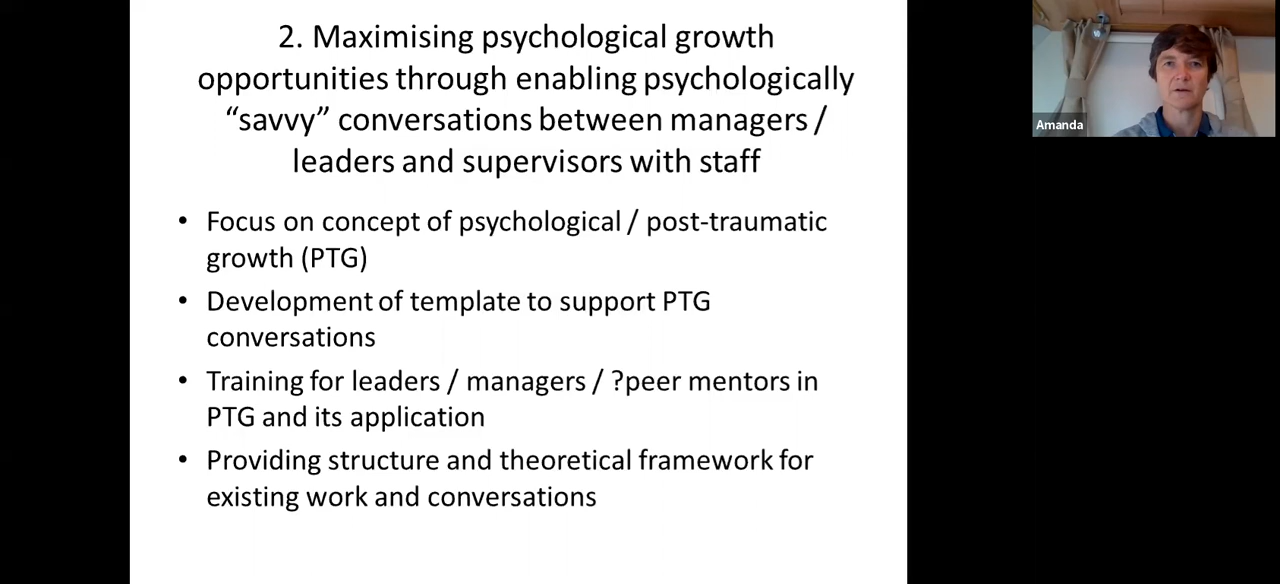 2. Maximising psychological growth
opportunities through enabling psychologically
“savvy” conversations between managers /
leaders and supervisors with staff
• Focus on concept of psychological / post-traumatic
growth (PTG)
• Development of template to support PTG
conversations
• Training for leaders / managers / ?peer mentors in
PTG and its application
• Providing structure and theoretical framework for
existing work and conversations
Amanda